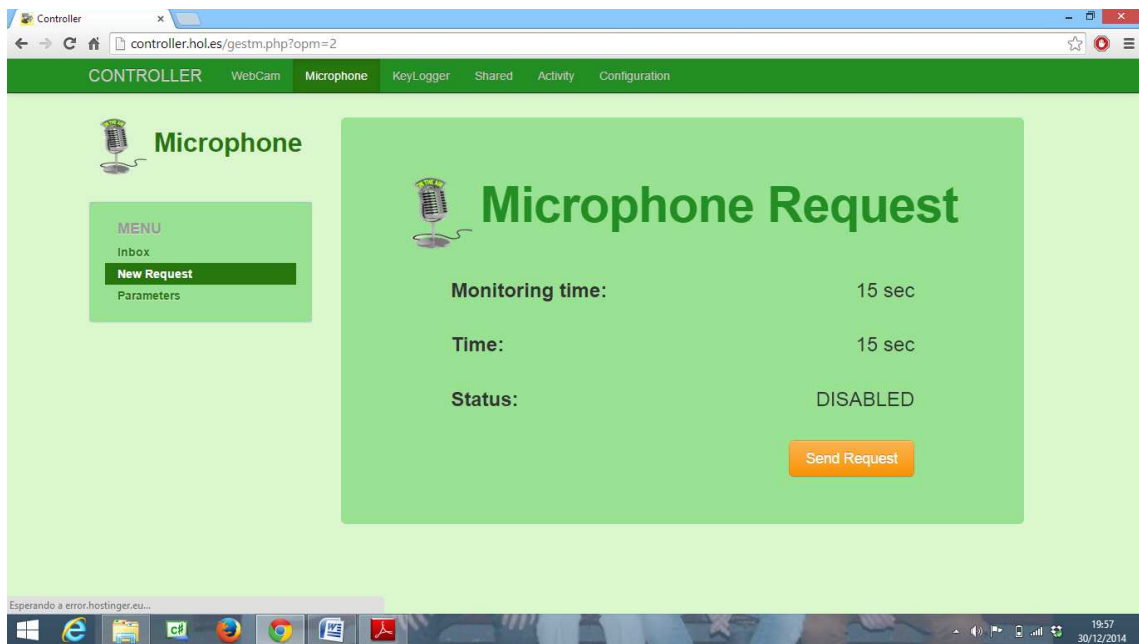 Controller
controller.hol.es/gestm.php?opm=2
CONTROLLER WebCam Microphone KeyLogger Shared Activity Configuration
Microphone
MENU
Inbox
New Request
Parameters
Microphone Request
Monitoring time: 15 sec
Time: 15 sec
Status: DISABLED
Send Request
Esperando a error.hostinger.eu...
19:57
30/12/2014